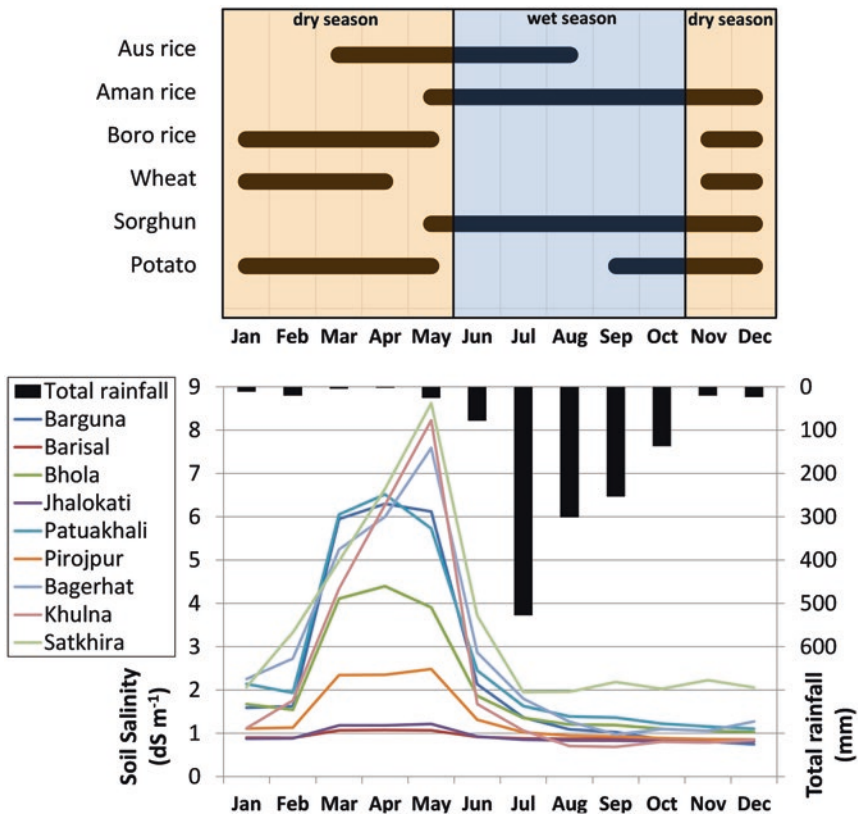 dry season wet season dry season
Aus rice
Aman rice
Boro rice
Wheat
Sorghun
Potato
Jan Feb Mar Apr May Jun Jul Aug Sep Oct Nov Dec
Total rainfall
Barguna
Barisal
Bhola
Jhalokati
Patuakhali
Pirojpur
Bagerhat
Khulna
Satkhira
Soil Salinity
(dS m⁻¹)
9
8
7
6
5
4
3
2
1
0
0
100
200
300
400
500
600
Total rainfall
(mm)
Jan Feb Mar Apr May Jun Jul Aug Sep Oct Nov Dec